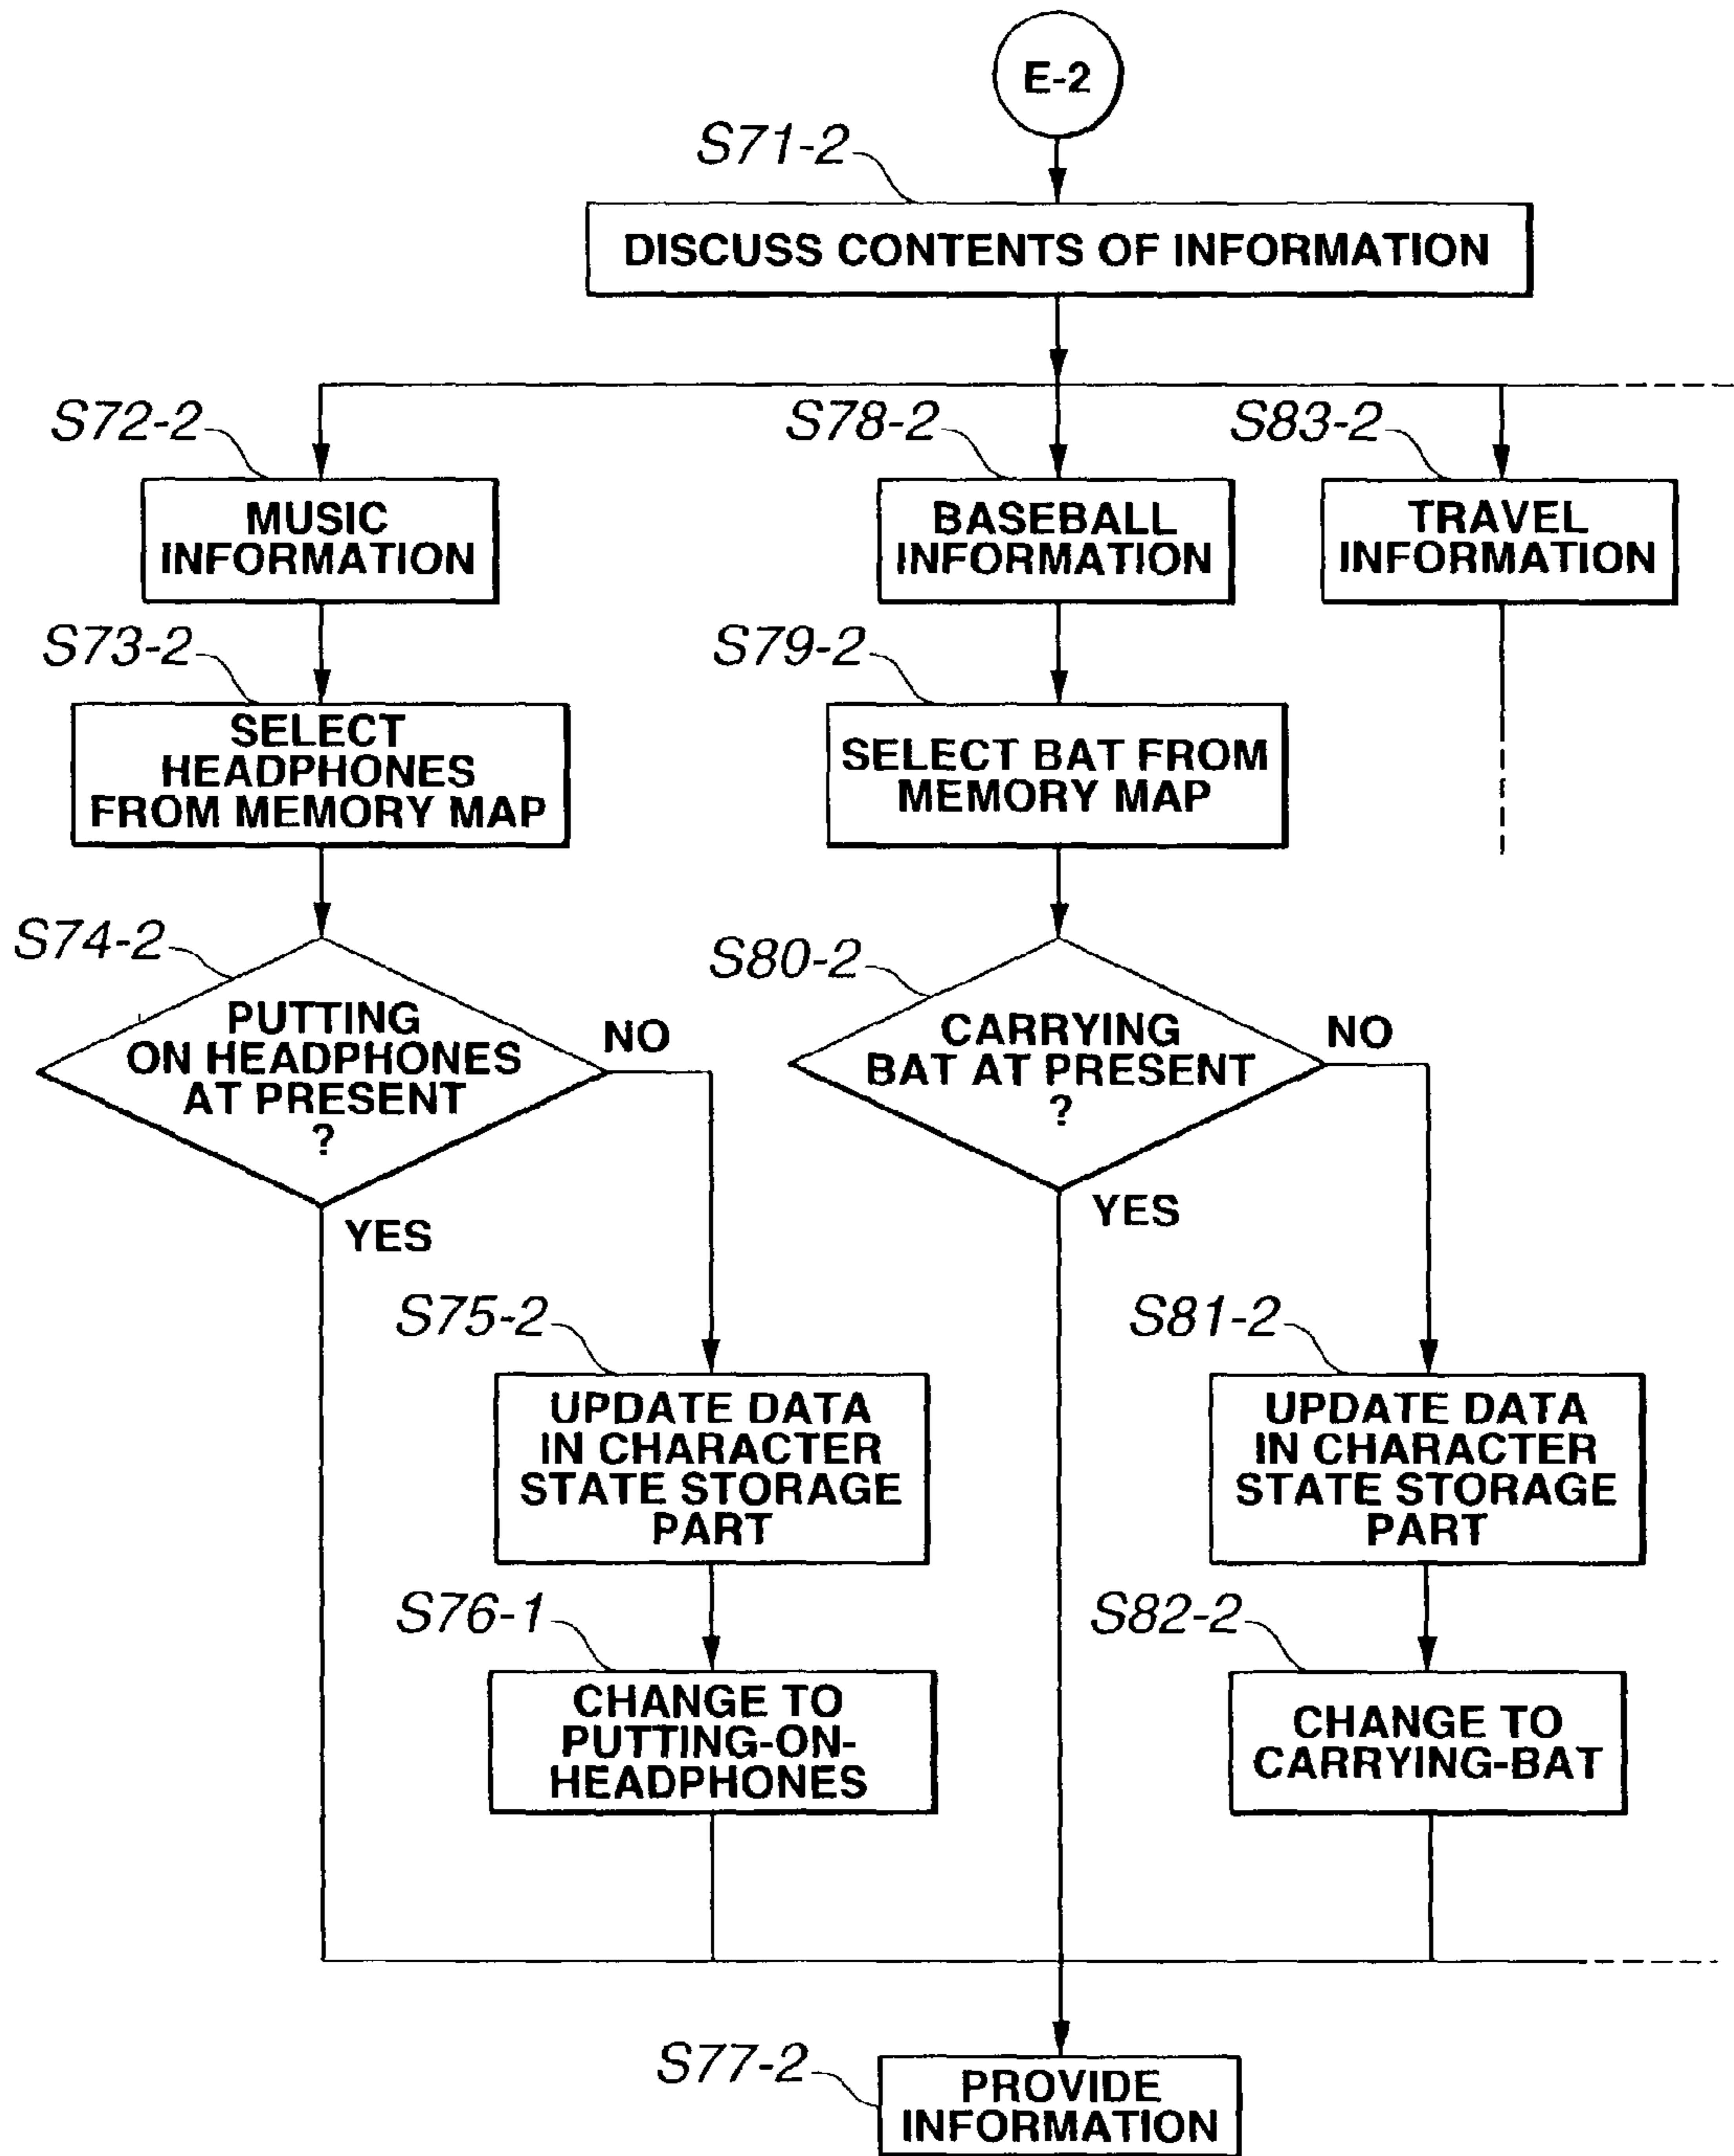 E-2
S71-2
DISCUSS CONTENTS OF INFORMATION
S72-2
S78-2
S83-2
MUSIC
INFORMATION
BASEBALL
INFORMATION
TRAVEL
INFORMATION
S73-2
S79-2
SELECT
HEADPHONES
FROM MEMORY MAP
SELECT BAT FROM
MEMORY MAP
S74-2
S80-2
PUTTING
ON HEADPHONES
AT PRESENT
?
NO
CARRYING
BAT AT PRESENT
?
NO
YES
YES
S75-2
S81-2
UPDATE DATA
IN CHARACTER
STATE STORAGE
PART
UPDATE DATA
IN CHARACTER
STATE STORAGE
PART
S76-1
S82-2
CHANGE TO
PUTTING-ON-
HEADPHONES
CHANGE TO
CARRYING-BAT
S77-2
PROVIDE
INFORMATION